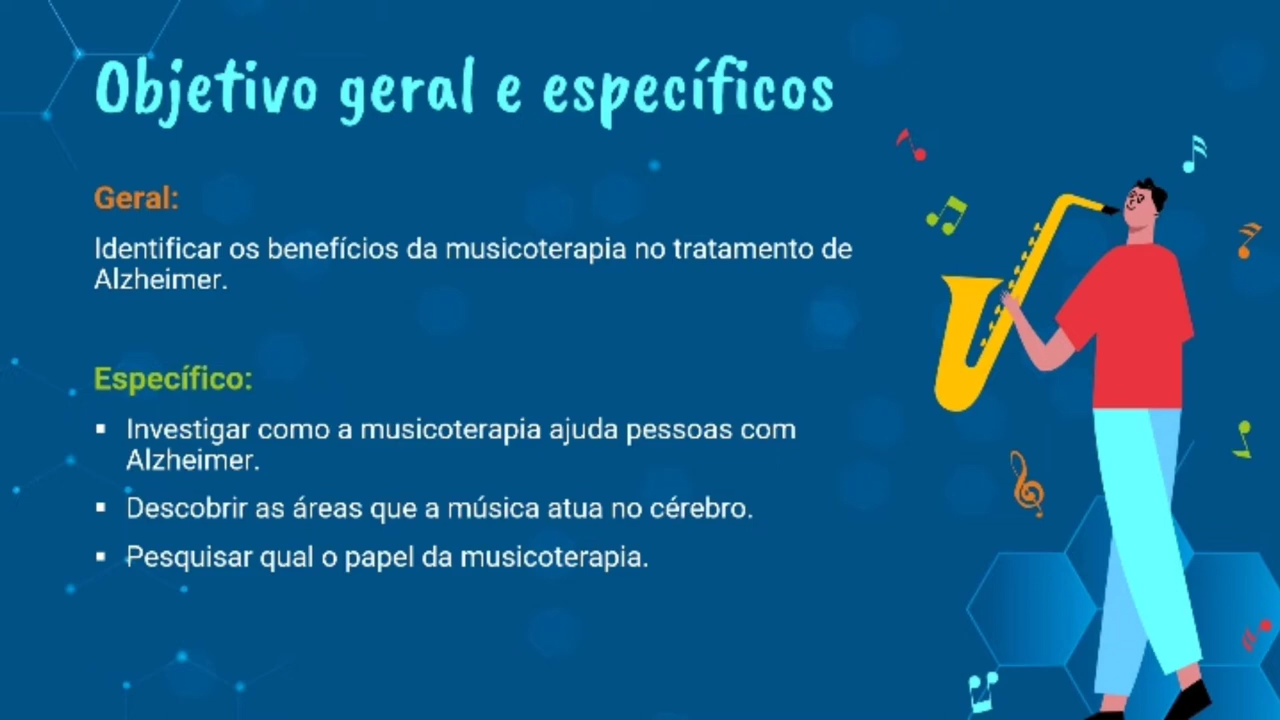 Objetivo geral e específicos
Geral:
Identificar os benefícios da musicoterapia no tratamento de
Alzheimer.
Específico:
▪ Investigar como a musicoterapia ajuda pessoas com
Alzheimer.
▪ Descobrir as áreas que a música atua no cérebro.
▪ Pesquisar qual o papel da musicoterapia.